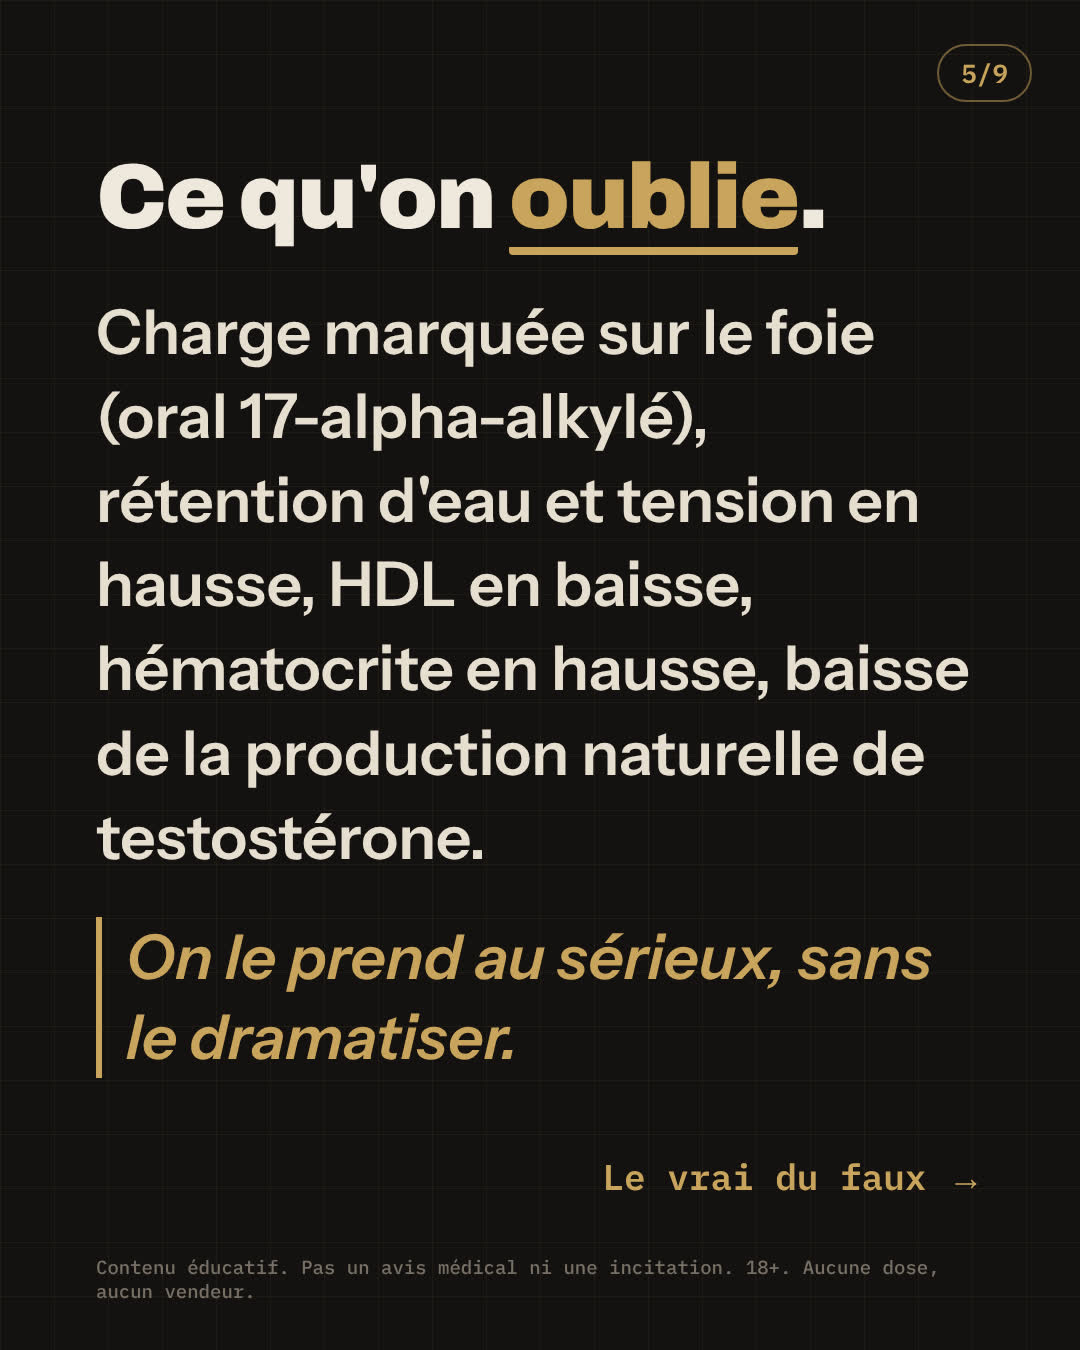 5/9
Ce qu'on oublie.
Charge marquée sur le foie
(oral 17-alpha-alkylé),
rétention d'eau et tension en
hausse, HDL en baisse,
hématocrite en hausse, baisse
de la production naturelle de
testostérone.
On le prend au sérieux, sans
le dramatiser.
Le vrai du faux →
Contenu éducatif. Pas un avis médical ni une incitation. 18+. Aucune dose,
aucun vendeur.